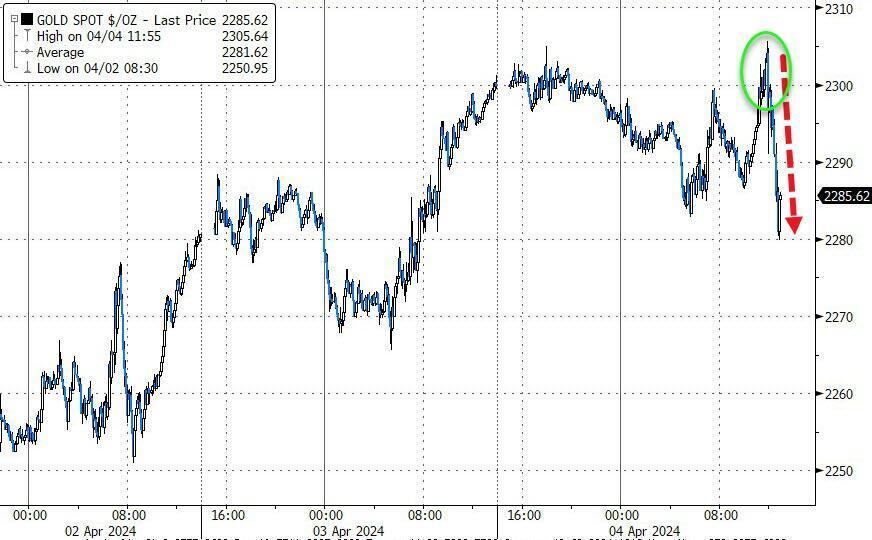 GOLD SPOT $/OZ - Last Price 2285.62
High on 04/04 11:55 2305.64
Average 2281.62
Low on 04/02 08:30 2250.95
2310
2300
2290
2285.62
2280
2270
2260
2250
00:00 08:00 16:00 00:00 08:00 16:00 00:00 08:00
02 Apr 2024 03 Apr 2024 04 Apr 2024